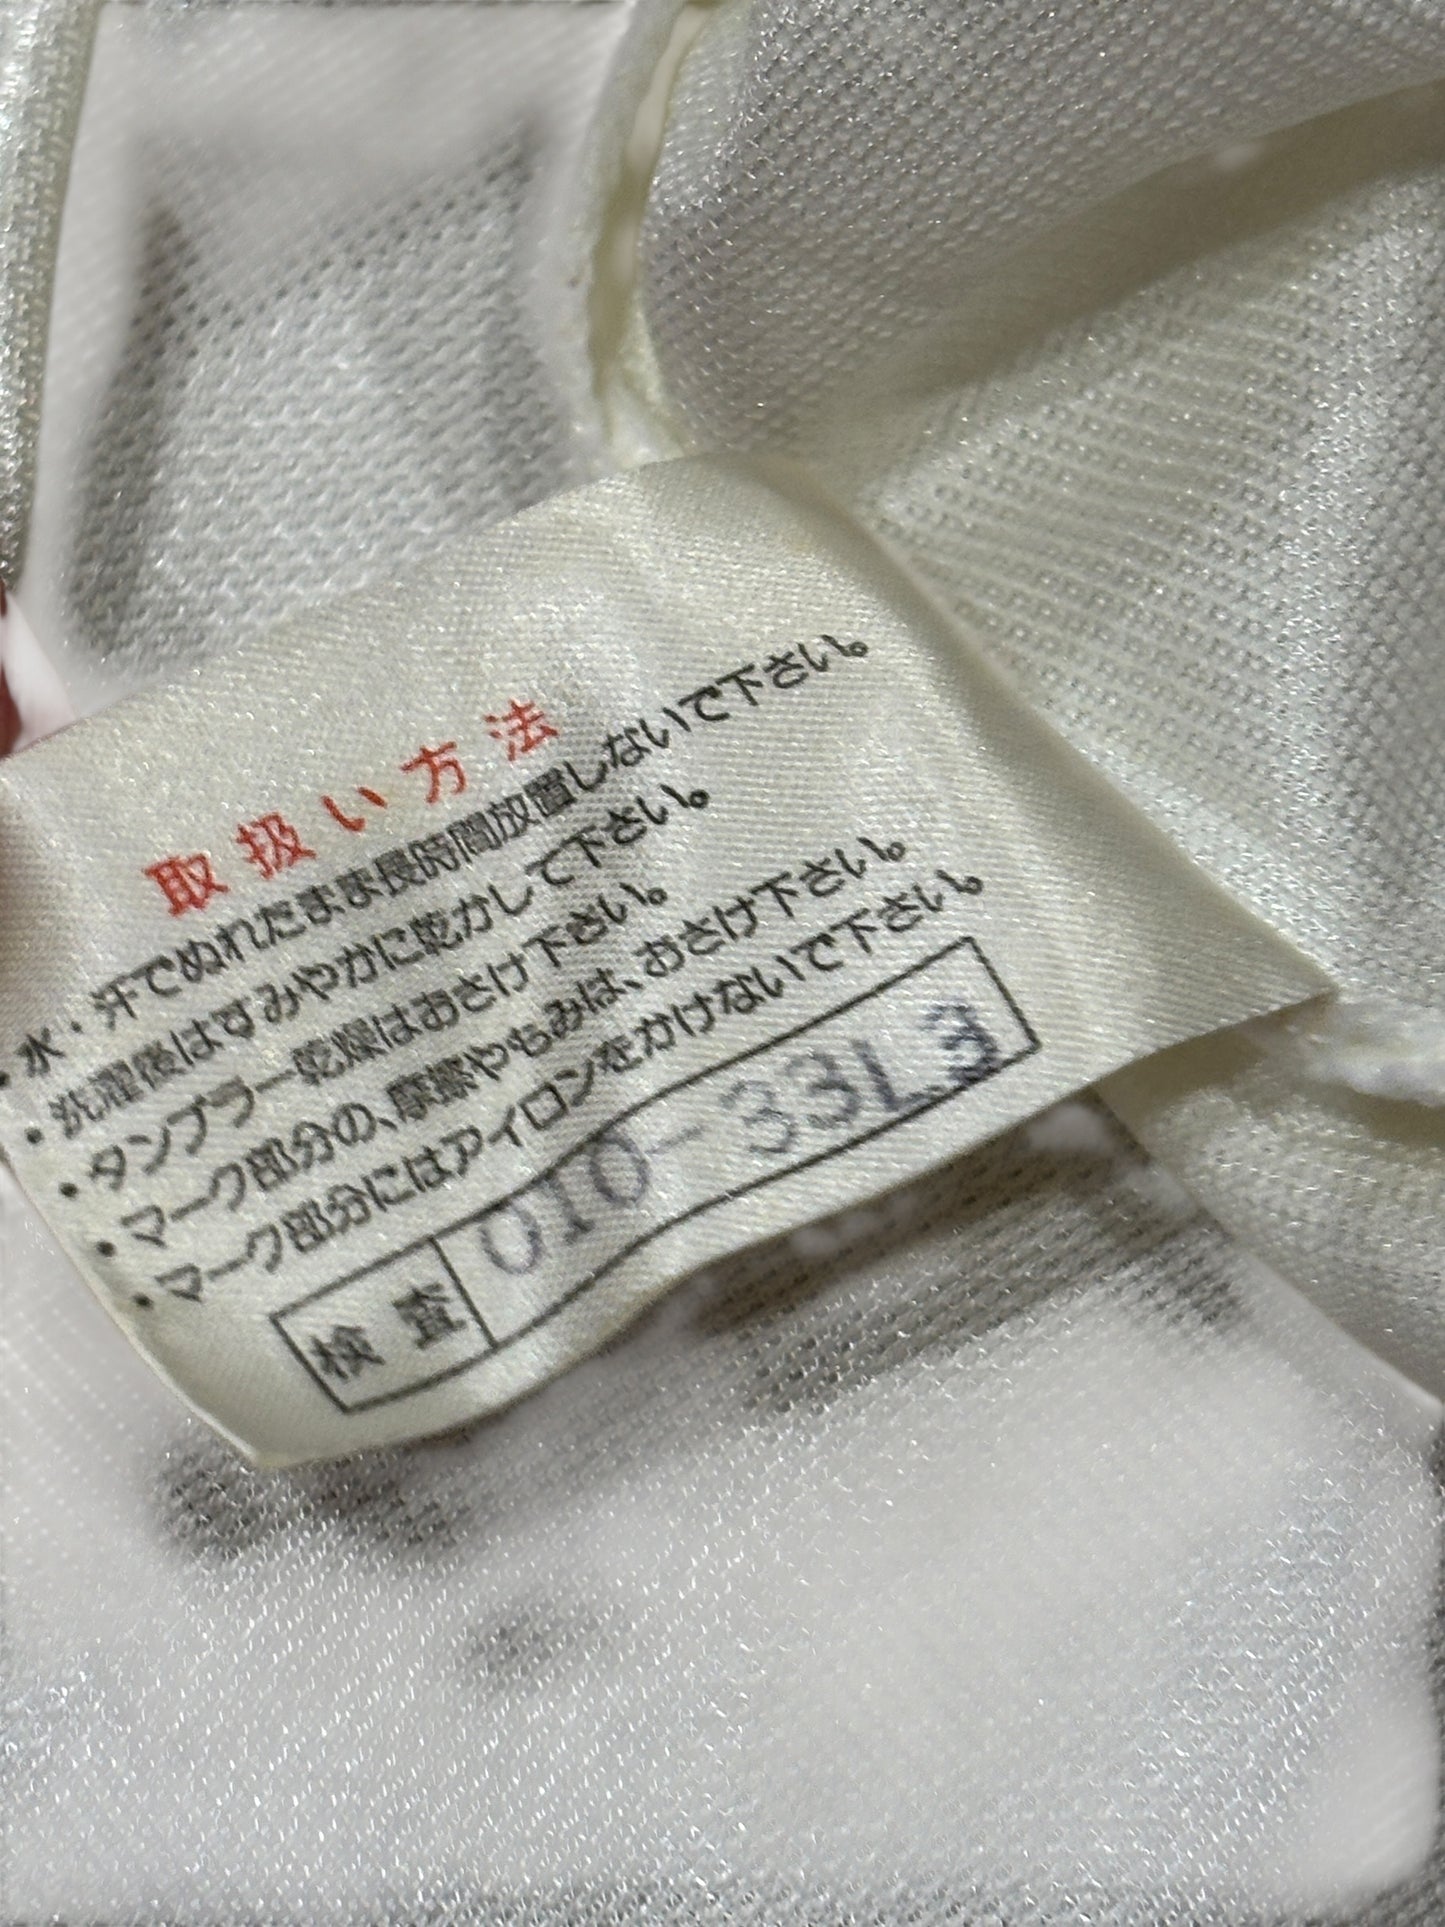 取扱い方法
・水・汗でぬれたまま長時間放置しないで下さい。
・洗濯後はすみやかに乾かして下さい。
・タンブラー乾燥はおさけ下さい。
・マーク部分の、摩擦やもみは、おさけ下さい。
・マーク部分にはアイロンをかけないで下さい。
検査 010-33L3